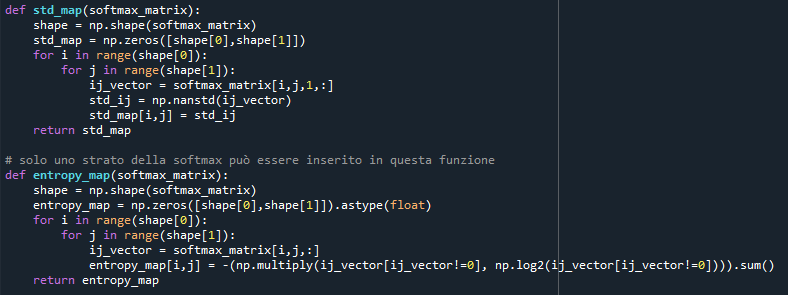 def std_map(softmax_matrix):
    shape = np.shape(softmax_matrix)
    std_map = np.zeros([shape[0],shape[1]])
    for i in range(shape[0]):
        for j in range(shape[1]):
            ij_vector = softmax_matrix[i,j,1,:]
            std_ij = np.nanstd(ij_vector)
            std_map[i,j] = std_ij
    return std_map

# solo uno strato della softmax può essere inserito in questa funzione
def entropy_map(softmax_matrix):
    shape = np.shape(softmax_matrix)
    entropy_map = np.zeros([shape[0],shape[1]]).astype(float)
    for i in range(shape[0]):
        for j in range(shape[1]):
            ij_vector = softmax_matrix[i,j,:]
            entropy_map[i,j] = -(np.multiply(ij_vector[ij_vector!=0], np.log2(ij_vector[ij_vector!=0]))).sum()
    return entropy_map